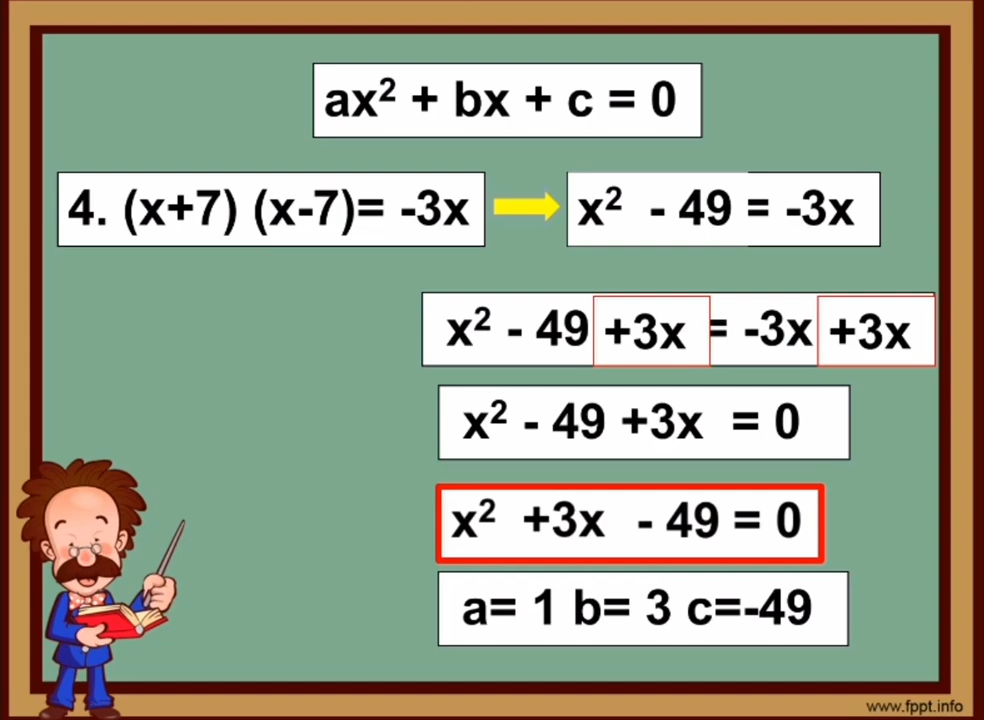 ax² + bx + c = 0
4. (x+7) (x-7)= -3x
x² - 49 = -3x
x² - 49 +3x = -3x +3x
x² - 49 +3x = 0
x² +3x - 49 = 0
a= 1 b= 3 c=-49
www.fppt.info